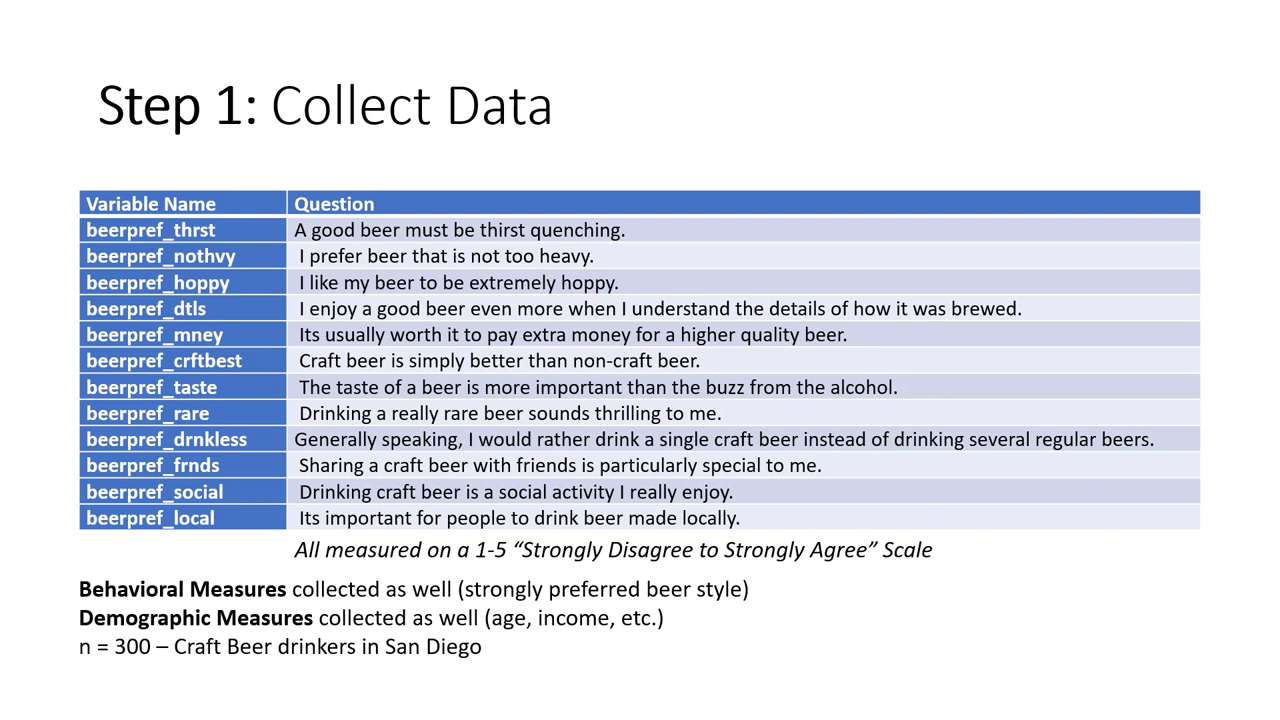 Step 1: Collect Data
Variable Name Question
beerpref_thrst A good beer must be thirst quenching.
beerpref_nothvy I prefer beer that is not too heavy.
beerpref_hoppy I like my beer to be extremely hoppy.
beerpref_dtls I enjoy a good beer even more when I understand the details of how it was brewed.
beerpref_mney Its usually worth it to pay extra money for a higher quality beer.
beerpref_crftbest Craft beer is simply better than non-craft beer.
beerpref_taste The taste of a beer is more important than the buzz from the alcohol.
beerpref_rare Drinking a really rare beer sounds thrilling to me.
beerpref_drnkless Generally speaking, I would rather drink a single craft beer instead of drinking several regular beers.
beerpref_frnds Sharing a craft beer with friends is particularly special to me.
beerpref_social Drinking craft beer is a social activity I really enjoy.
beerpref_local Its important for people to drink beer made locally.
All measured on a 1-5 “Strongly Disagree to Strongly Agree” Scale
Behavioral Measures collected as well (strongly preferred beer style)
Demographic Measures collected as well (age, income, etc.)
n = 300 – Craft Beer drinkers in San Diego